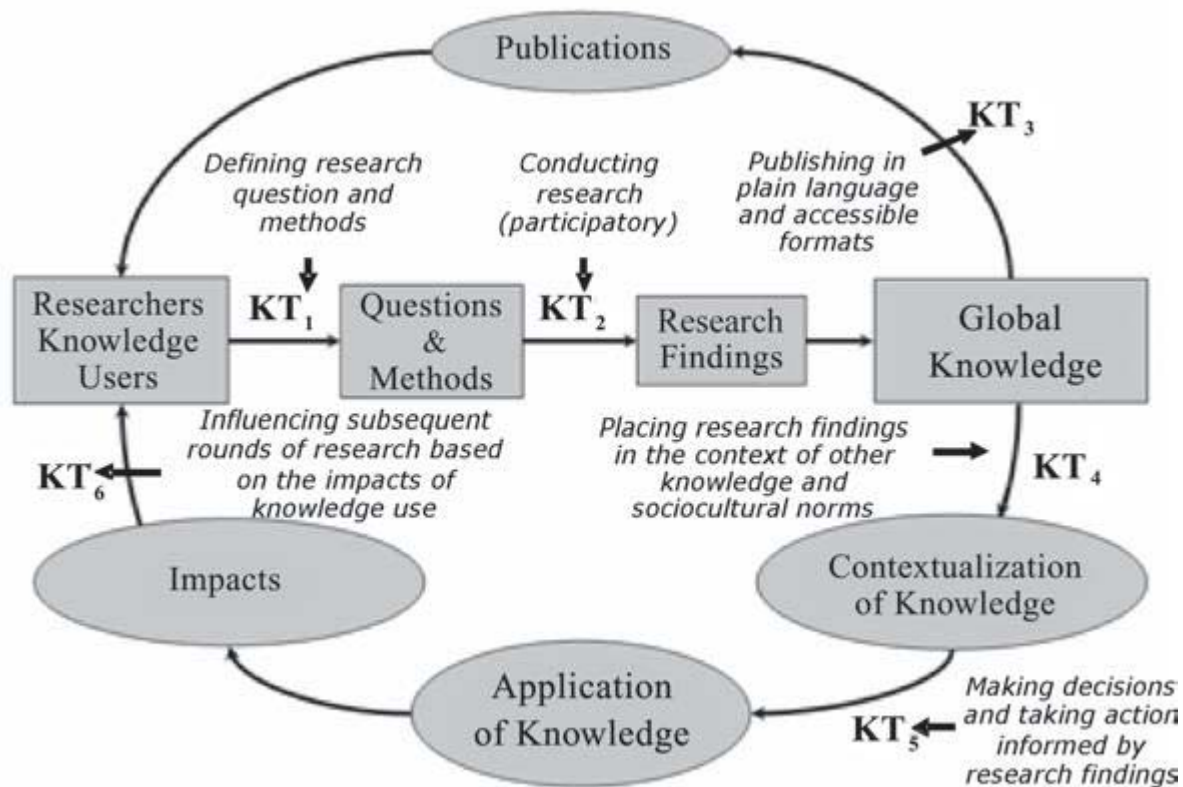 Publications
KT3
Defining research
question and
methods
Conducting
research
(participatory)
Publishing in
plain language
and accessible
formats
Researchers
Knowledge
Users
KT1
Questions
&
Methods
KT2
Research
Findings
Global
Knowledge
Influencing subsequent
rounds of research based
on the impacts of
knowledge use
KT6
Placing research findings
in the context of other
knowledge and
sociocultural norms
KT4
Impacts
Contextualization
of Knowledge
Application
of Knowledge
KT5
Making decisions
and taking action
informed by
research findings